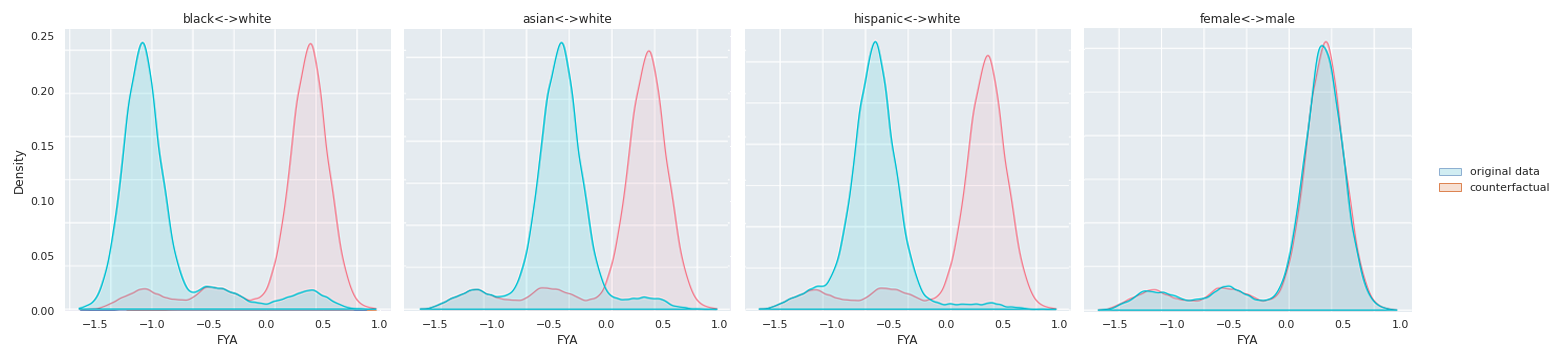 black<->white
asian<->white
hispanic<->white
female<->male
Density
0.25
0.20
0.15
0.10
0.05
0.00
−1.5 −1.0 −0.5 0.0 0.5 1.0
−1.5 −1.0 −0.5 0.0 0.5 1.0
−1.5 −1.0 −0.5 0.0 0.5 1.0
−1.5 −1.0 −0.5 0.0 0.5 1.0
FYA
FYA
FYA
FYA
original data
counterfactual